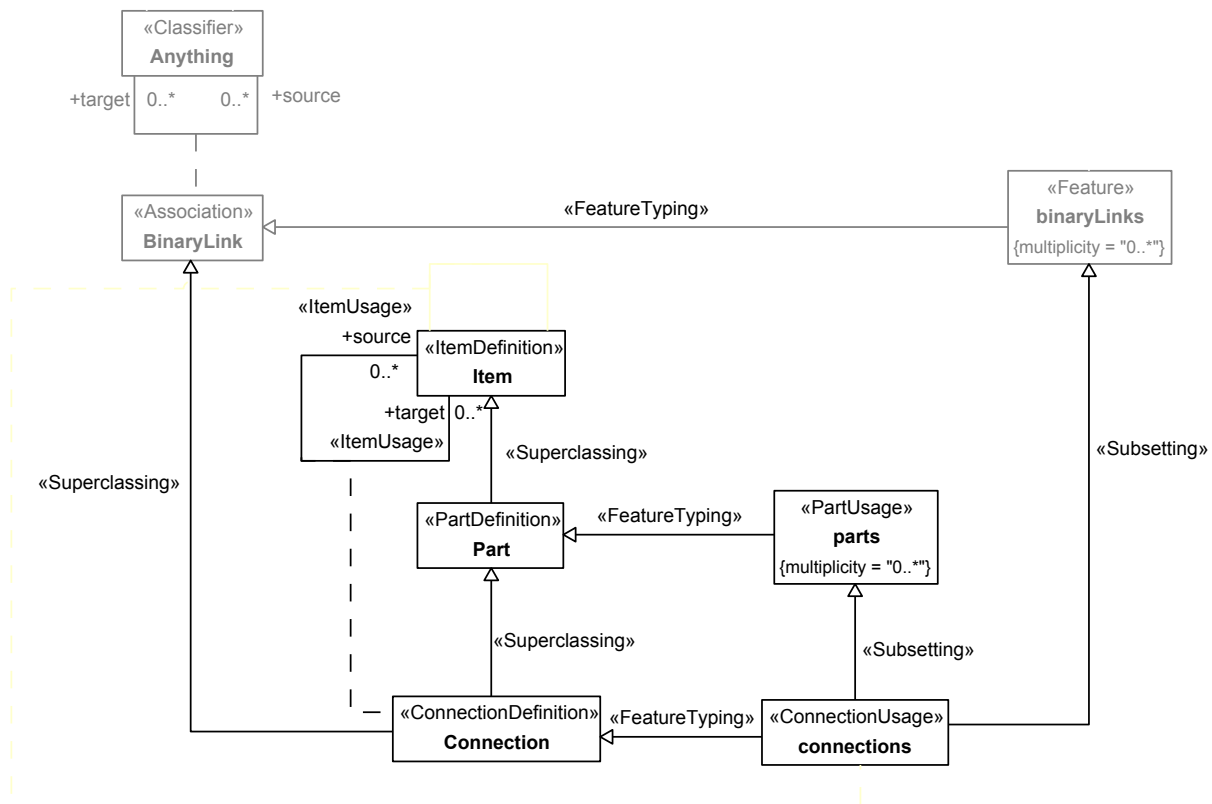 «Classifier»
Anything
+target 0..* 0..* +source
«Association»
BinaryLink
«FeatureTyping»
«Feature»
binaryLinks
{multiplicity = "0..*"}
«ItemUsage»
+source
0..*
«ItemDefinition»
Item
+target 0..*
«ItemUsage»
«Superclassing»
«Superclassing»
«Subsetting»
«PartDefinition»
Part
«FeatureTyping»
«PartUsage»
parts
{multiplicity = "0..*"}
«Superclassing»
«Subsetting»
«ConnectionDefinition»
Connection
«FeatureTyping»
«ConnectionUsage»
connections